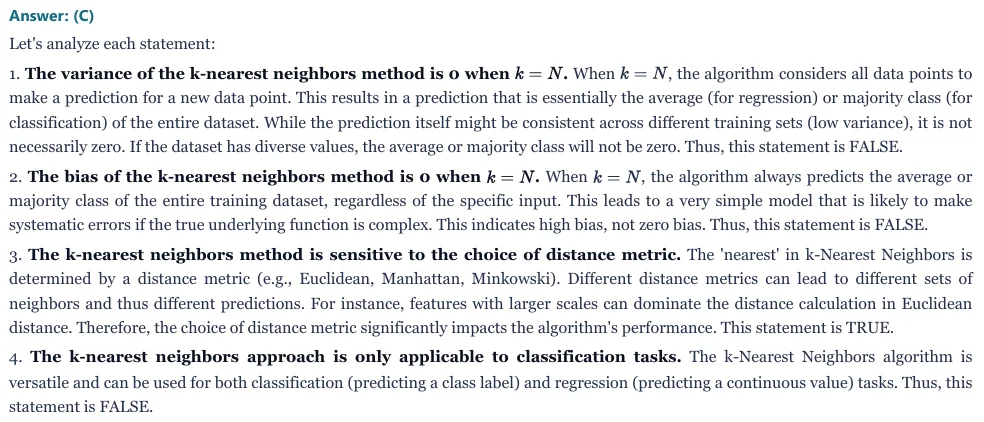 Answer: (C)
Let's analyze each statement:
1. The variance of the k-nearest neighbors method is 0 when k = N. When k = N, the algorithm considers all data points to
make a prediction for a new data point. This results in a prediction that is essentially the average (for regression) or majority class (for
classification) of the entire dataset. While the prediction itself might be consistent across different training sets (low variance), it is not
necessarily zero. If the dataset has diverse values, the average or majority class will not be zero. Thus, this statement is FALSE.
2. The bias of the k-nearest neighbors method is 0 when k = N. When k = N, the algorithm always predicts the average or
majority class of the entire training dataset, regardless of the specific input. This leads to a very simple model that is likely to make
systematic errors if the true underlying function is complex. This indicates high bias, not zero bias. Thus, this statement is FALSE.
3. The k-nearest neighbors method is sensitive to the choice of distance metric. The 'nearest' in k-Nearest Neighbors is
determined by a distance metric (e.g., Euclidean, Manhattan, Minkowski). Different distance metrics can lead to different sets of
neighbors and thus different predictions. For instance, features with larger scales can dominate the distance calculation in Euclidean
distance. Therefore, the choice of distance metric significantly impacts the algorithm's performance. This statement is TRUE.
4. The k-nearest neighbors approach is only applicable to classification tasks. The k-Nearest Neighbors algorithm is
versatile and can be used for both classification (predicting a class label) and regression (predicting a continuous value) tasks. Thus, this
statement is FALSE.